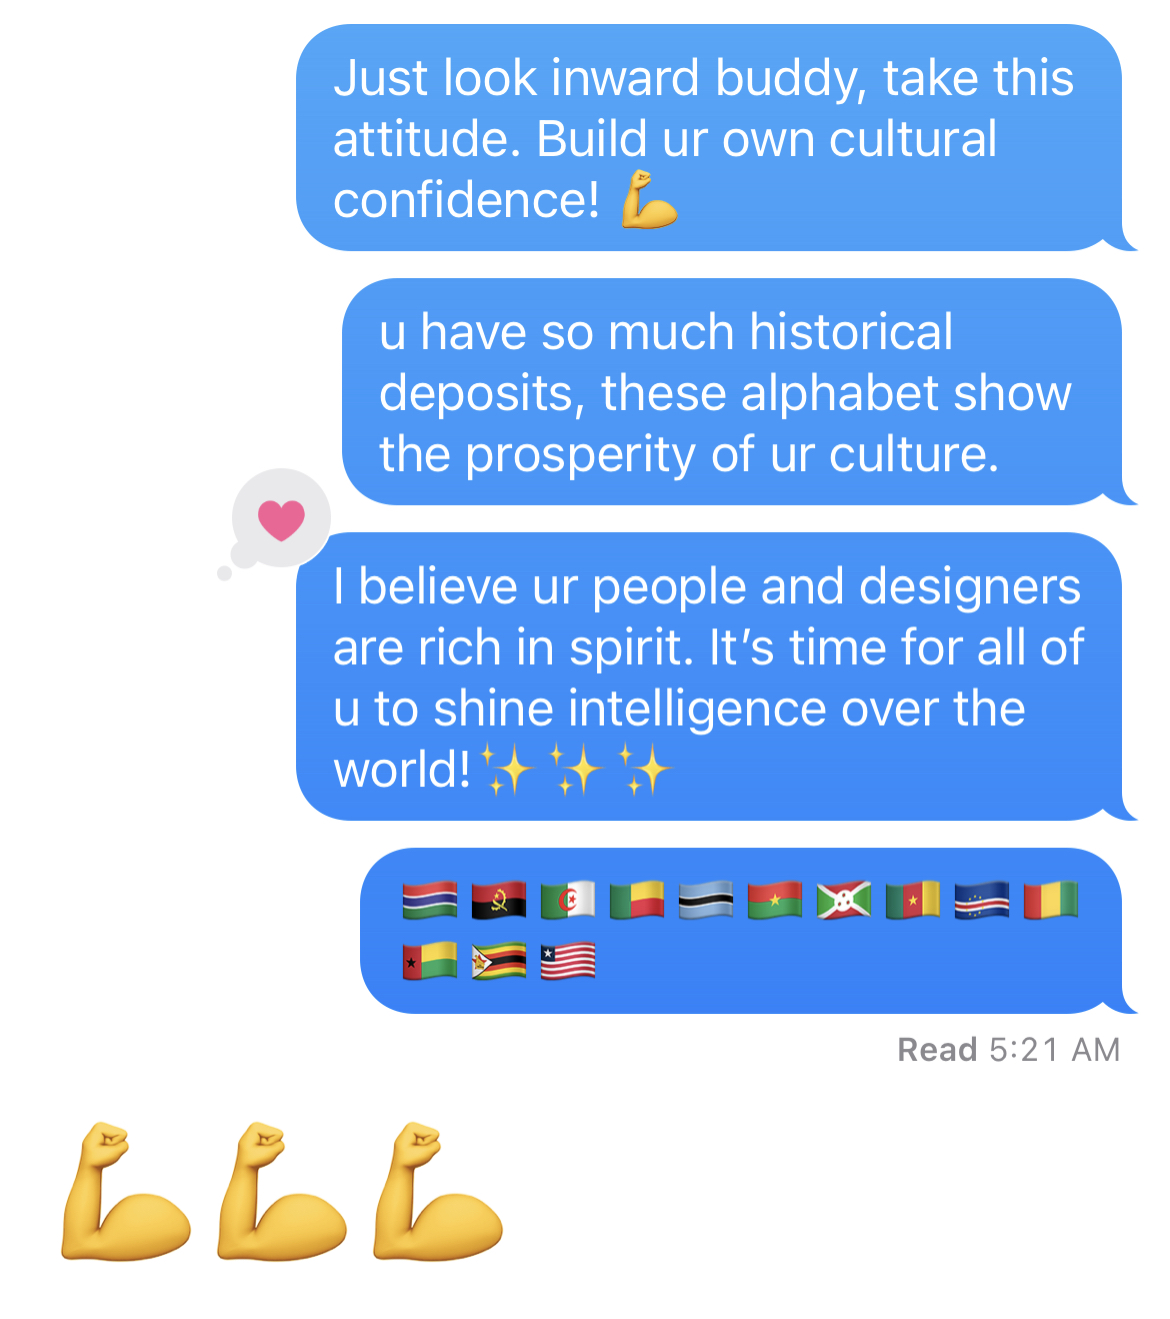 Just look inward buddy, take this
attitude. Build ur own cultural
confidence! 💪
u have so much historical
deposits, these alphabet show
the prosperity of ur culture.
I believe ur people and designers
are rich in spirit. It’s time for all of
u to shine intelligence over the
world!✨✨✨
🇬🇲🇦🇴🇩🇿🇧🇯🇧🇼🇧🇫🇧🇮🇨🇲🇨🇻🇬🇳
🇬🇼🇿🇼🇱🇷
Read 5:21 AM
💪💪💪